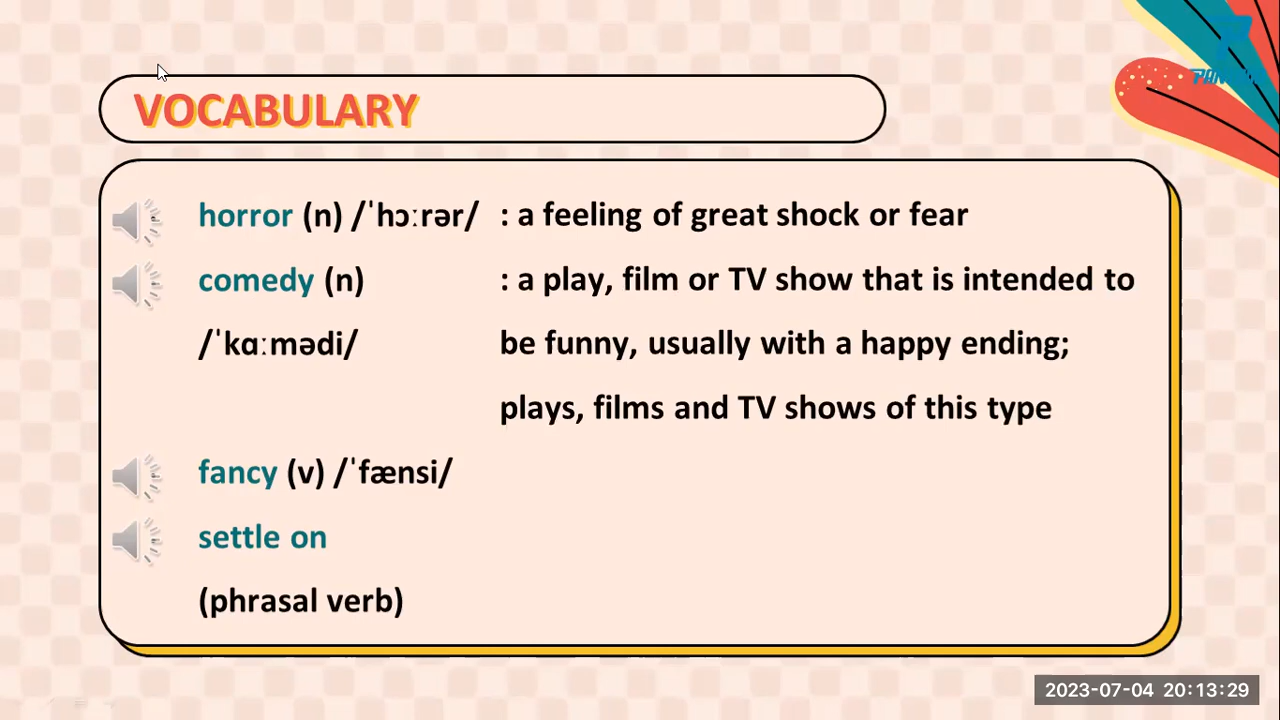 VOCABULARY
horror (n) /ˈhɔːrər/ : a feeling of great shock or fear
comedy (n) : a play, film or TV show that is intended to
/ˈkɑːmədi/ be funny, usually with a happy ending;
plays, films and TV shows of this type
fancy (v) /ˈfænsi/
settle on
(phrasal verb)
2023-07-04 20:13:29